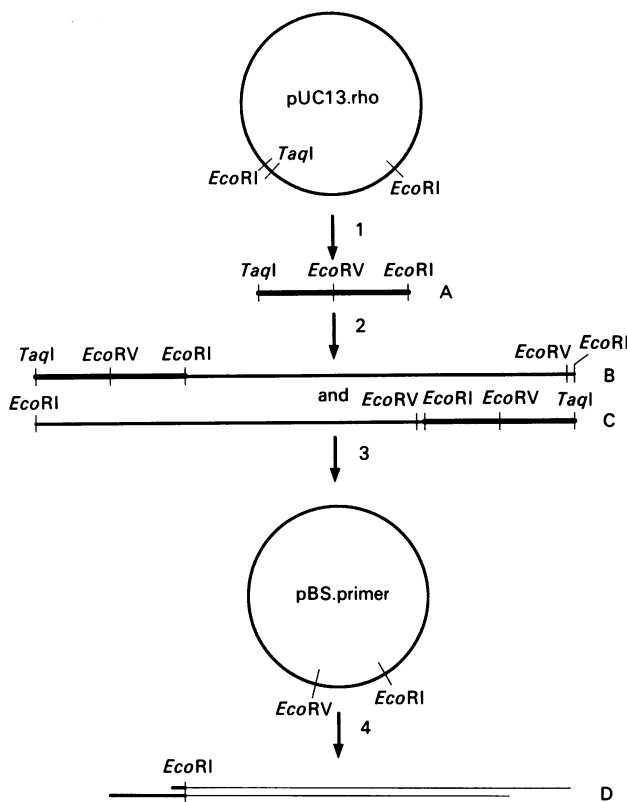 pUC13.rho
TaqI
EcoRI
EcoRI
1
TaqI EcoRV EcoRI
A
2
TaqI EcoRV EcoRI EcoRV EcoRI
B
and
EcoRI EcoRV EcoRI EcoRV TaqI
C
3
pBS.primer
EcoRV EcoRI
4
EcoRI
D